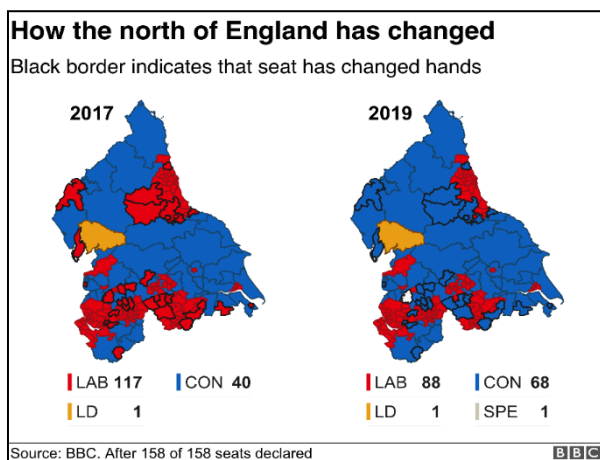 How the north of England has changed
Black border indicates that seat has changed hands
2017
2019
LAB 117 CON 40
LD 1
LAB 88 CON 68
LD 1 SPE 1
Source: BBC. After 158 of 158 seats declared
BBC